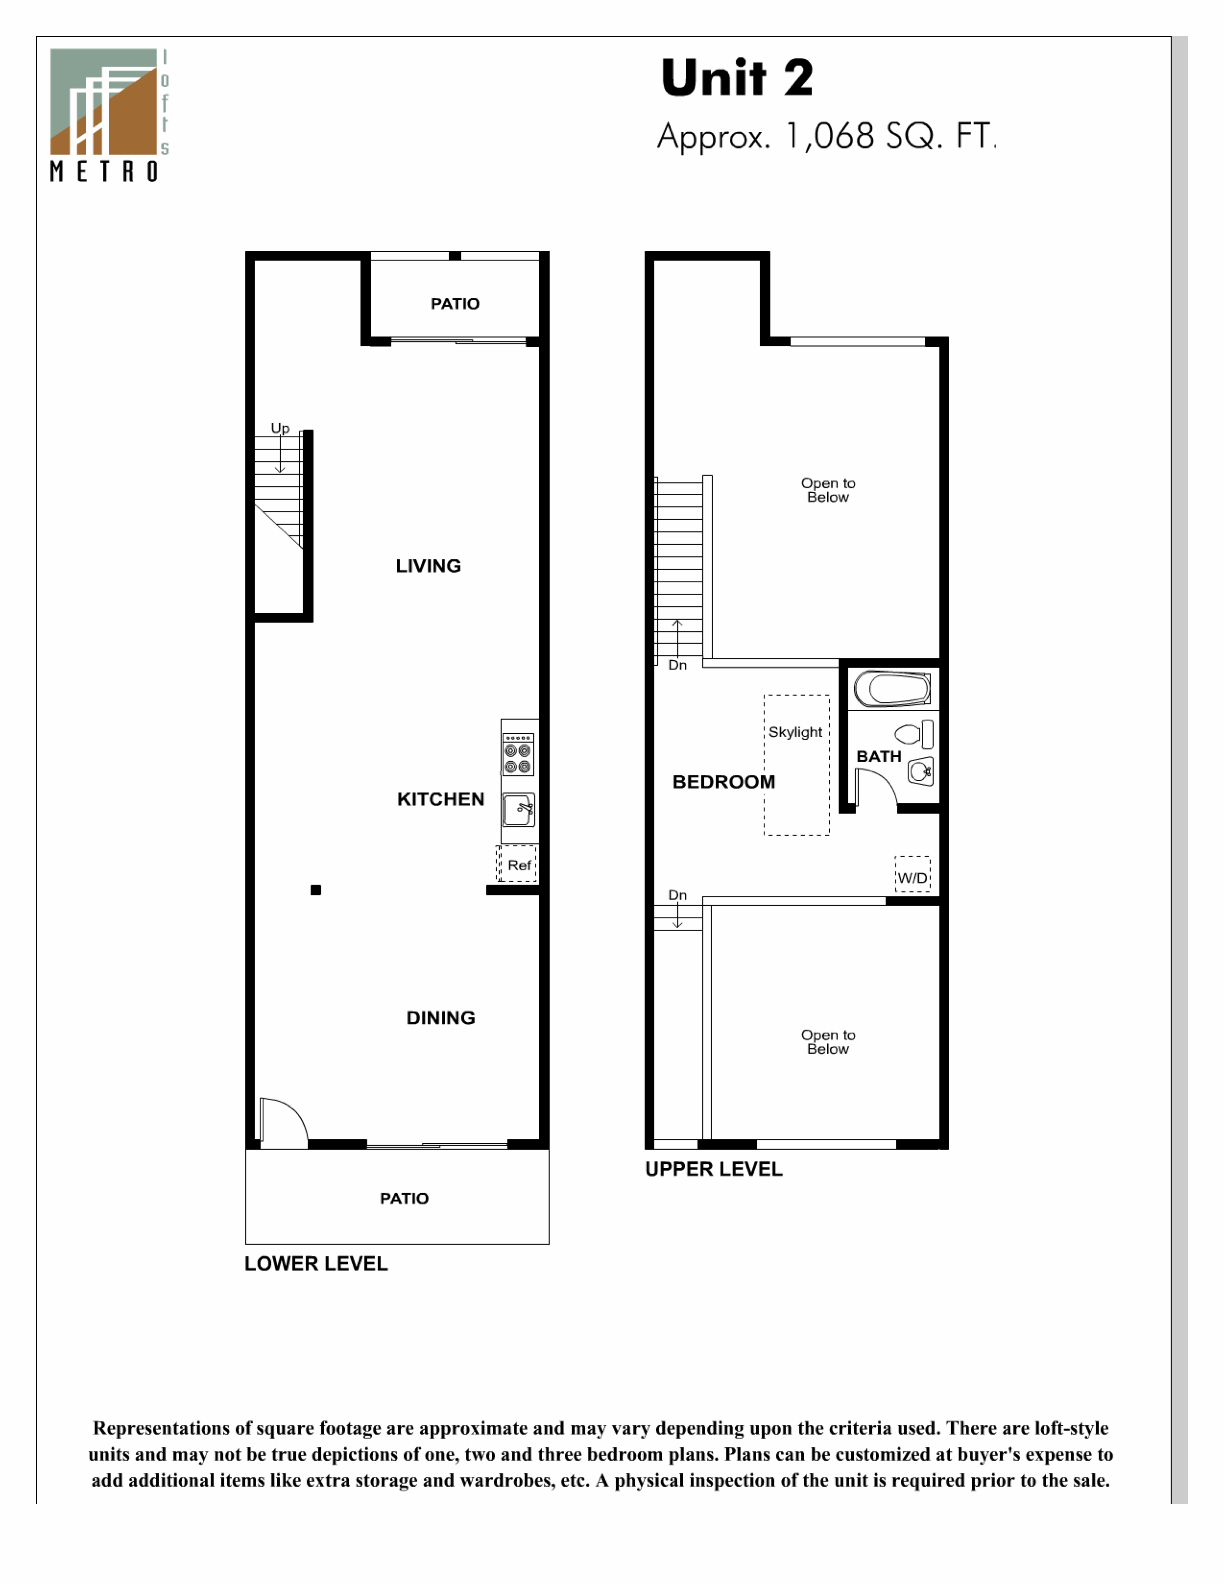 lofts
METRO
Unit 2
Approx. 1,068 SQ. FT.
PATIO
Up
LIVING
KITCHEN
Ref
DINING
PATIO
LOWER LEVEL
Open to
Below
Dn
Skylight
BATH
BEDROOM
W/D
Dn
Open to
Below
UPPER LEVEL
Representations of square footage are approximate and may vary depending upon the criteria used. There are loft-style
units and may not be true depictions of one, two and three bedroom plans. Plans can be customized at buyer's expense to
add additional items like extra storage and wardrobes, etc. A physical inspection of the unit is required prior to the sale.